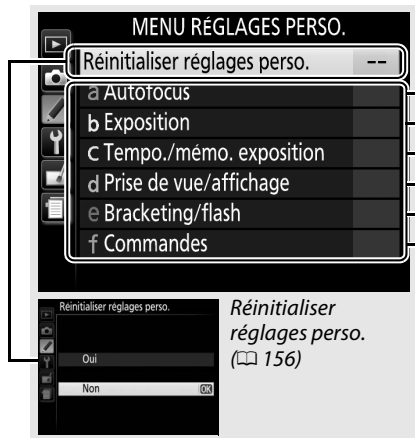 MENU RÉGLAGES PERSO.
Réinitialiser réglages perso. --
a Autofocus
b Exposition
c Tempo./mémo. exposition
d Prise de vue/affichage
e Bracketing/flash
f Commandes
Réinitialiser réglages perso.
Oui
Non OK
Réinitialiser
réglages perso.
(0 156)